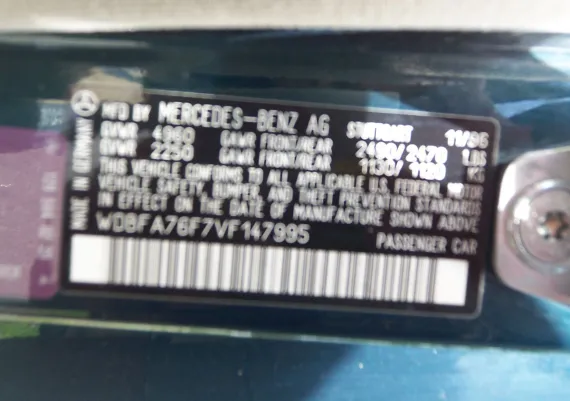 MADE IN GERMANY
MFD BY MERCEDES-BENZ AG STUTTGART 11/96
GVWR 4960 GAWR FRONT/REAR 2490/2470 LBS
GVWR 2250 GAWR FRONT/REAR 1130/1120 KG
THIS VEHICLE CONFORMS TO ALL APPLICABLE U.S. FEDERAL MOTOR
VEHICLE SAFETY, BUMPER AND THEFT PREVENTION STANDARDS
IN EFFECT ON THE DATE OF MANUFACTURE SHOWN ABOVE
WDBFA76F7VF147995 PASSENGER CAR